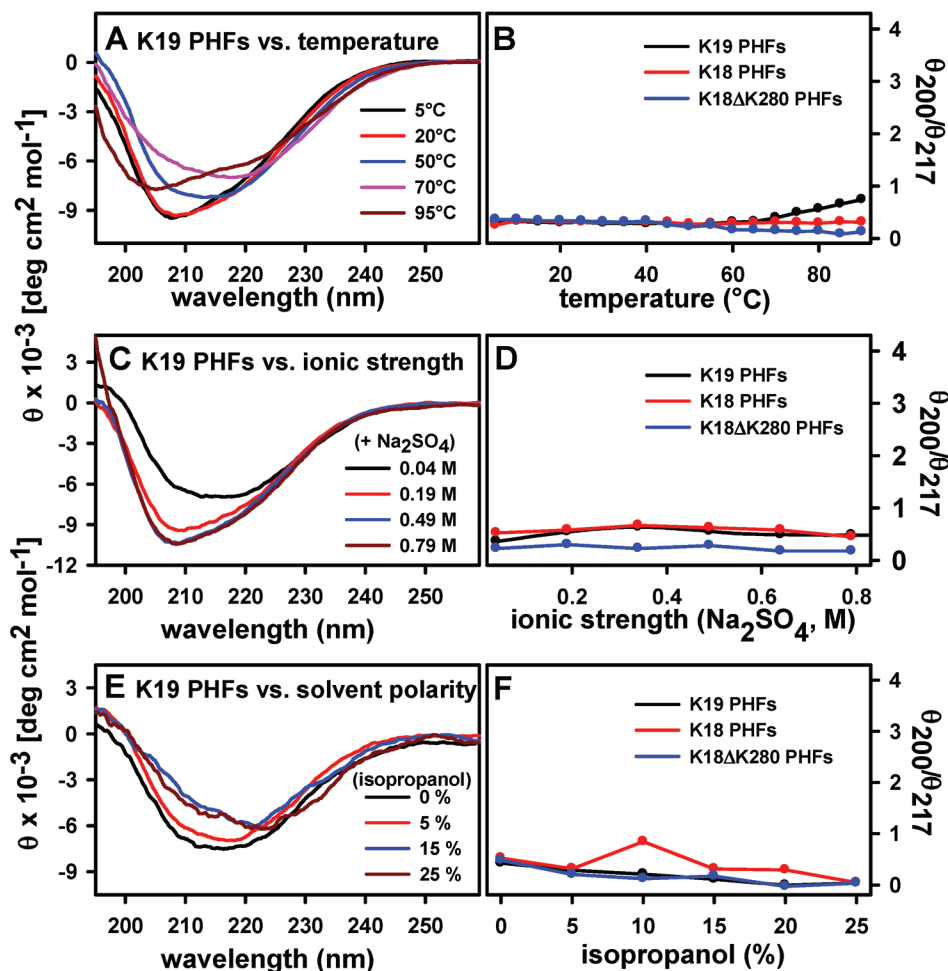 A K19 PHFs vs. temperature
0
-3
-6
-9
5°C
20°C
50°C
70°C
95°C
200 210 220 230 240 250
wavelength (nm)
B
K19 PHFs
K18 PHFs
K18ΔK280 PHFs
4
3
2
1
0
θ200/θ217
20 40 60 80
temperature (°C)
θ x 10-3 [deg cm2 mol-1]
C K19 PHFs vs. ionic strength
3
0
-3
-6
-9
-12
(+ Na2SO4)
0.04 M
0.19 M
0.49 M
0.79 M
200 210 220 230 240 250
wavelength (nm)
D
K19 PHFs
K18 PHFs
K18ΔK280 PHFs
4
3
2
1
0
θ200/θ217
0.2 0.4 0.6 0.8
ionic strength (Na2SO4, M)
θ x 10-3 [deg cm2 mol-1]
E K19 PHFs vs. solvent polarity
3
0
-3
-6
-9
(isopropanol)
0 %
5 %
15 %
25 %
200 210 220 230 240 250
wavelength (nm)
F
K19 PHFs
K18 PHFs
K18ΔK280 PHFs
4
3
2
1
0
θ200/θ217
0 5 10 15 20 25
isopropanol (%)